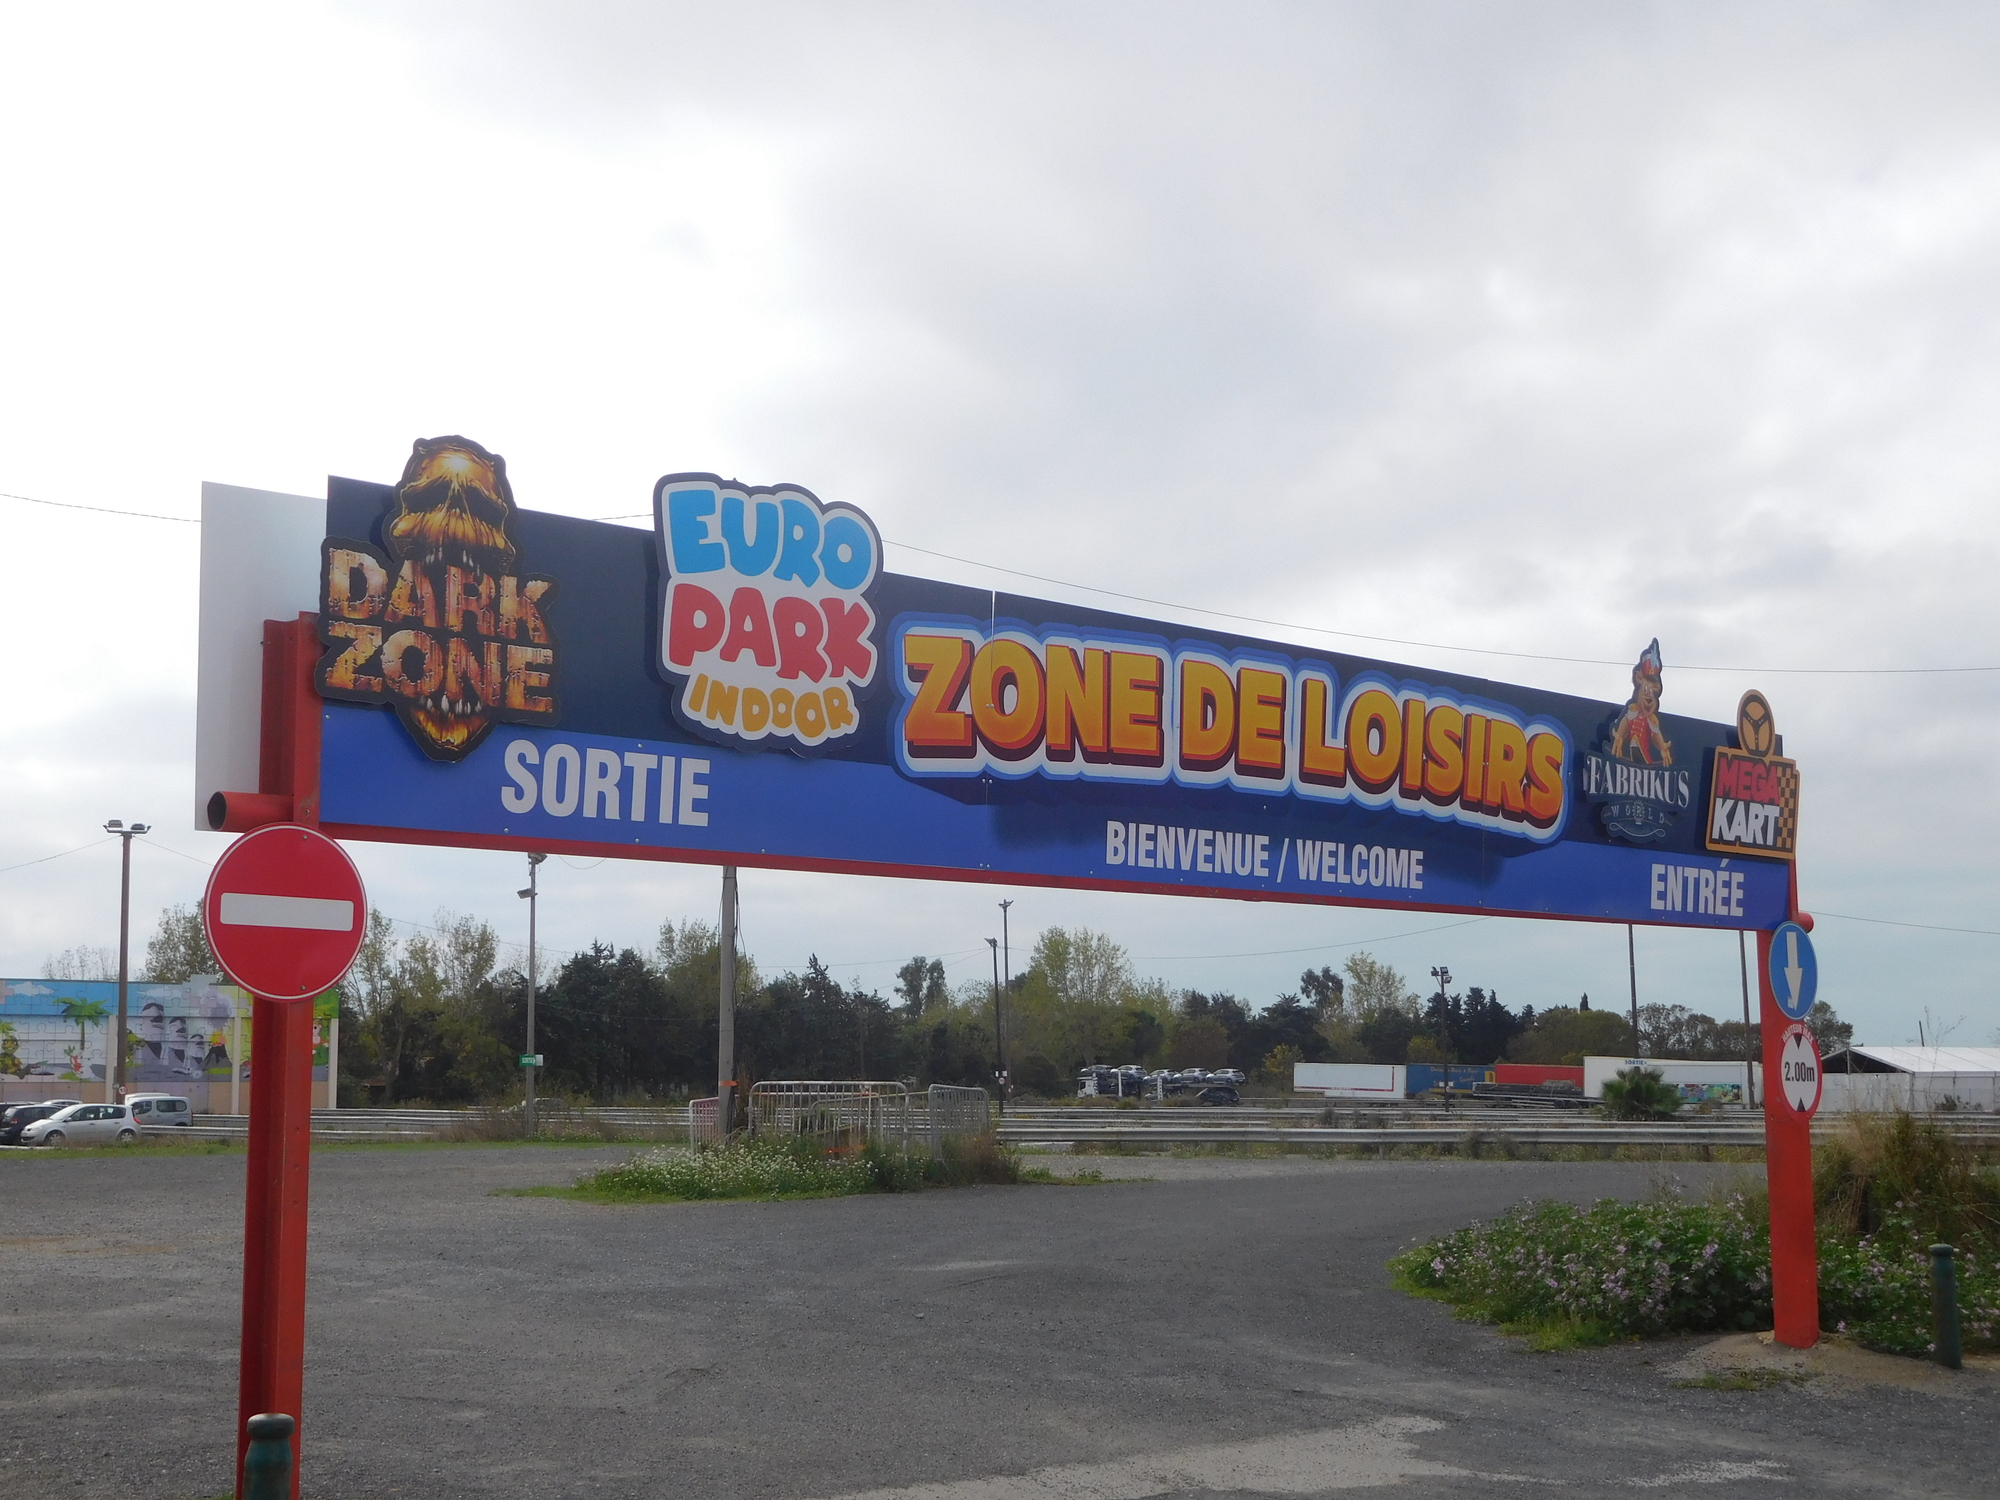 DARK
ZONE
EURO
PARK
INDOOR
ZONE DE LOISIRS
FABRIKUS
WORLD
MEGA
KART
SORTIE
BIENVENUE / WELCOME
ENTRÉE
2.00m